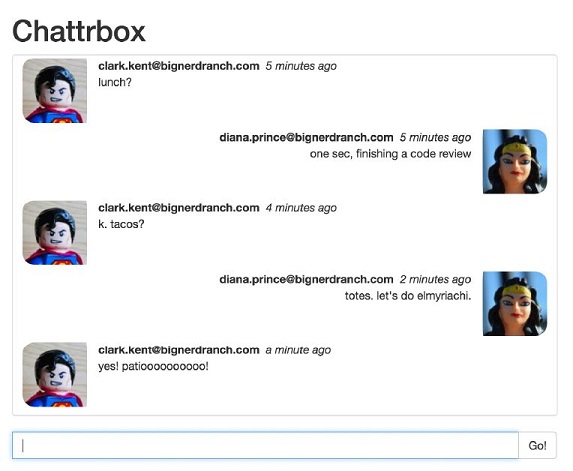 Chattrbox
clark.kent@bignerdranch.com 5 minutes ago
lunch?
diana.prince@bignerdranch.com 5 minutes ago
one sec, finishing a code review
clark.kent@bignerdranch.com 4 minutes ago
k. tacos?
diana.prince@bignerdranch.com 2 minutes ago
totes. let's do elmyriachi.
clark.kent@bignerdranch.com a minute ago
yes! patioooooooooo!
Go!